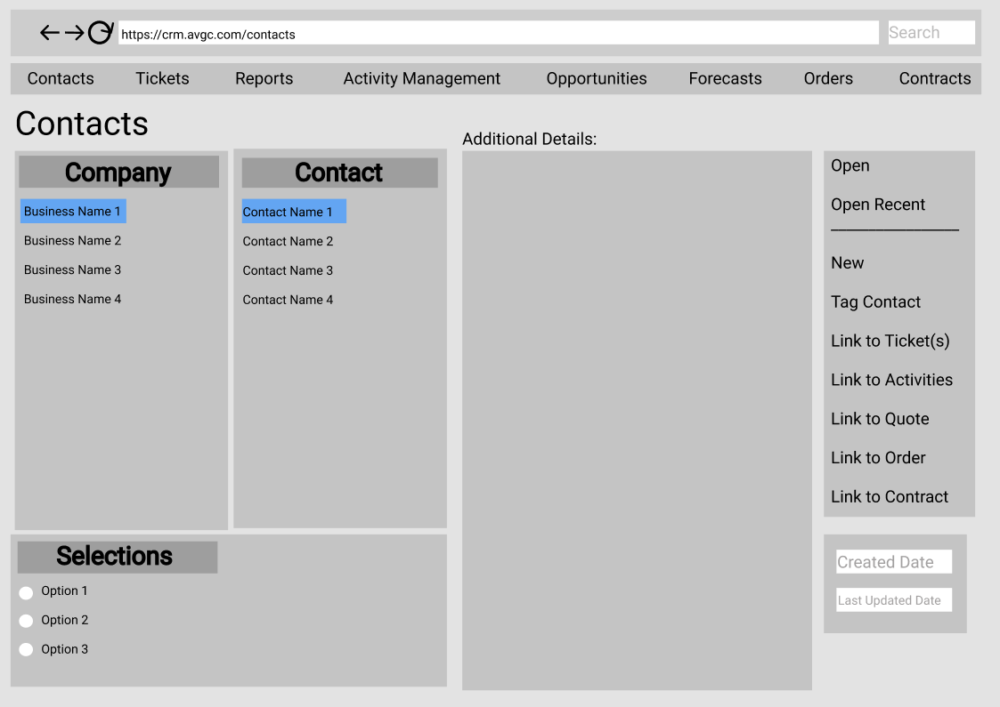 https://crm.avgc.com/contacts
Search
Contacts
Tickets
Reports
Activity Management
Opportunities
Forecasts
Orders
Contracts
Contacts
Company
Business Name 1
Business Name 2
Business Name 3
Business Name 4
Contact
Contact Name 1
Contact Name 2
Contact Name 3
Contact Name 4
Selections
Option 1
Option 2
Option 3
Additional Details:
Open
Open Recent
New
Tag Contact
Link to Ticket(s)
Link to Activities
Link to Quote
Link to Order
Link to Contract
Created Date
Last Updated Date